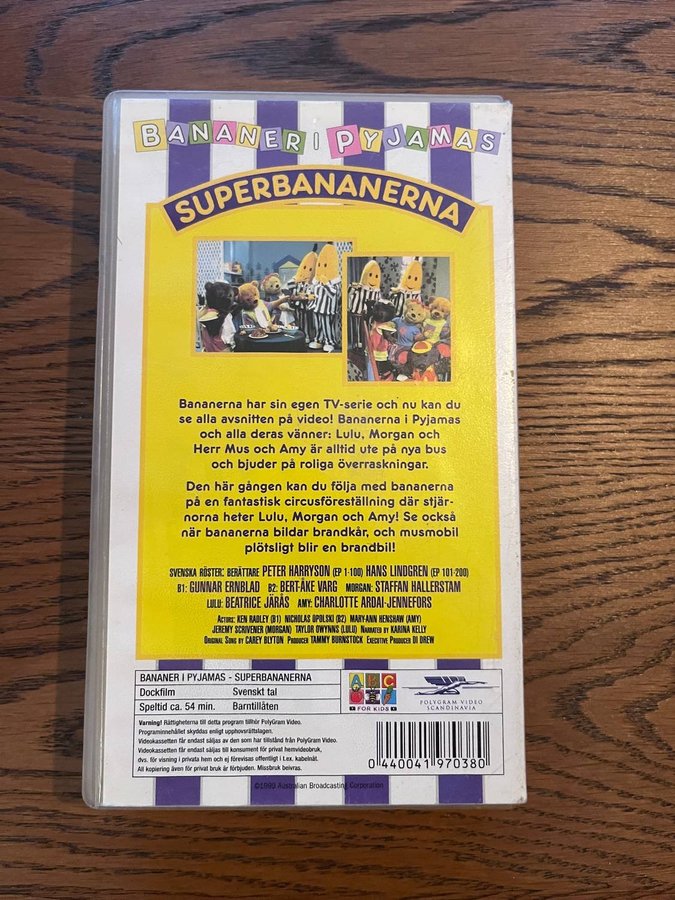 BANANER I PYJAMAS
SUPERBANANERNA
Bananerna har sin egen TV-serie och nu kan du
se alla avsnitten på video! Bananerna i Pyjamas
och alla deras vänner: Lulu, Morgan och
Herr Mus och Amy är alltid ute på nya bus
och bjuder på roliga överraskningar.
Den här gången kan du följa med bananerna
på en fantastisk circusföreställning där stjär-
norna heter Lulu, Morgan och Amy! Se också
när bananerna bildar brandkår, och musmobil
plötsligt blir en brandbil!
SVENSKA RÖSTER: BERÄTTARE PETER HARRYSON (EP 1-100) HANS LINDGREN (EP 101-200)
B1: GUNNAR ERNBLAD B2: BERT-ÅKE VARG MORGAN: STAFFAN HALLERSTAM
LULU: BEATRICE JÄRÅS AMY: CHARLOTTE ARDAI-JENNEFORS
ACTORS: KEN RADLEY (B1) NICHOLAS OPOLSKI (B2) MARY-ANN HENSHAW (AMY)
JEREMY SCRIVENER (MORGAN) TAYLOR OWYNNS (LULU) NARRATED BY KARINA KELLY
ORIGINAL SONG BY CAREY BLYTON PRODUCER TAMMY BURNSTOCK EXECUTIVE PRODUCER DI DREW
BANANER I PYJAMAS - SUPERBANANERNA
Dockfilm Svenskt tal
Speltid ca. 54 min. Barntillåten
ABC
FOR KIDS
POLYGRAM VIDEO
SCANDINAVIA
Varning! Rättigheterna till detta program tillhör PolyGram Video.
Programinnehållet skyddas enligt upphovsrättslagen.
Videokassetten får endast säljas av den som har tillstånd från PolyGram Video.
Videokassetten får endast säljas till konsument för privat hemvideobruk,
dvs. för visning i privata hem och ej förevisas offentligt i t.ex. kabelnät.
All kopiering även för privat bruk är förbjuden. Missbruk beivras.
0 440041 970380
©1999 Australian Broadcasting Corporation